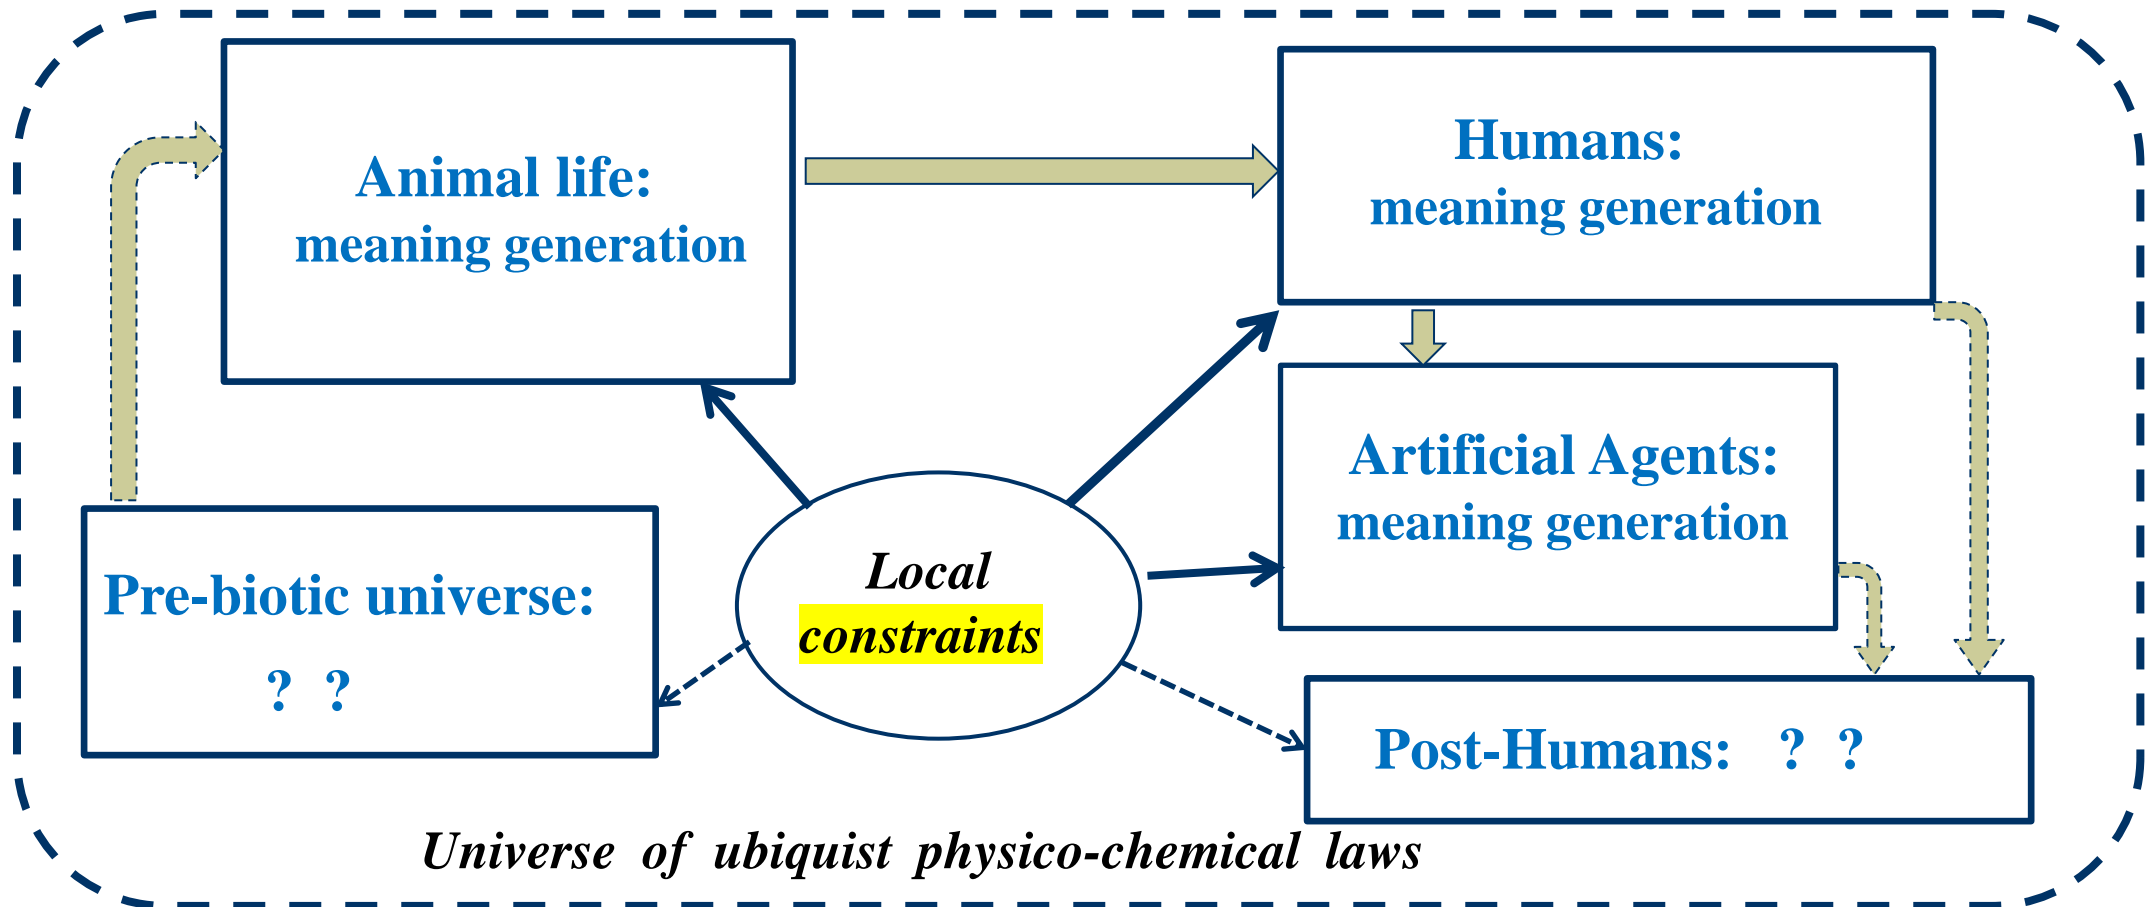 Animal life:
meaning generation
Humans:
meaning generation
Artificial Agents:
meaning generation
Pre-biotic universe:
? ?
Local
constraints
Post-Humans: ? ?
Universe of ubiquist physico-chemical laws